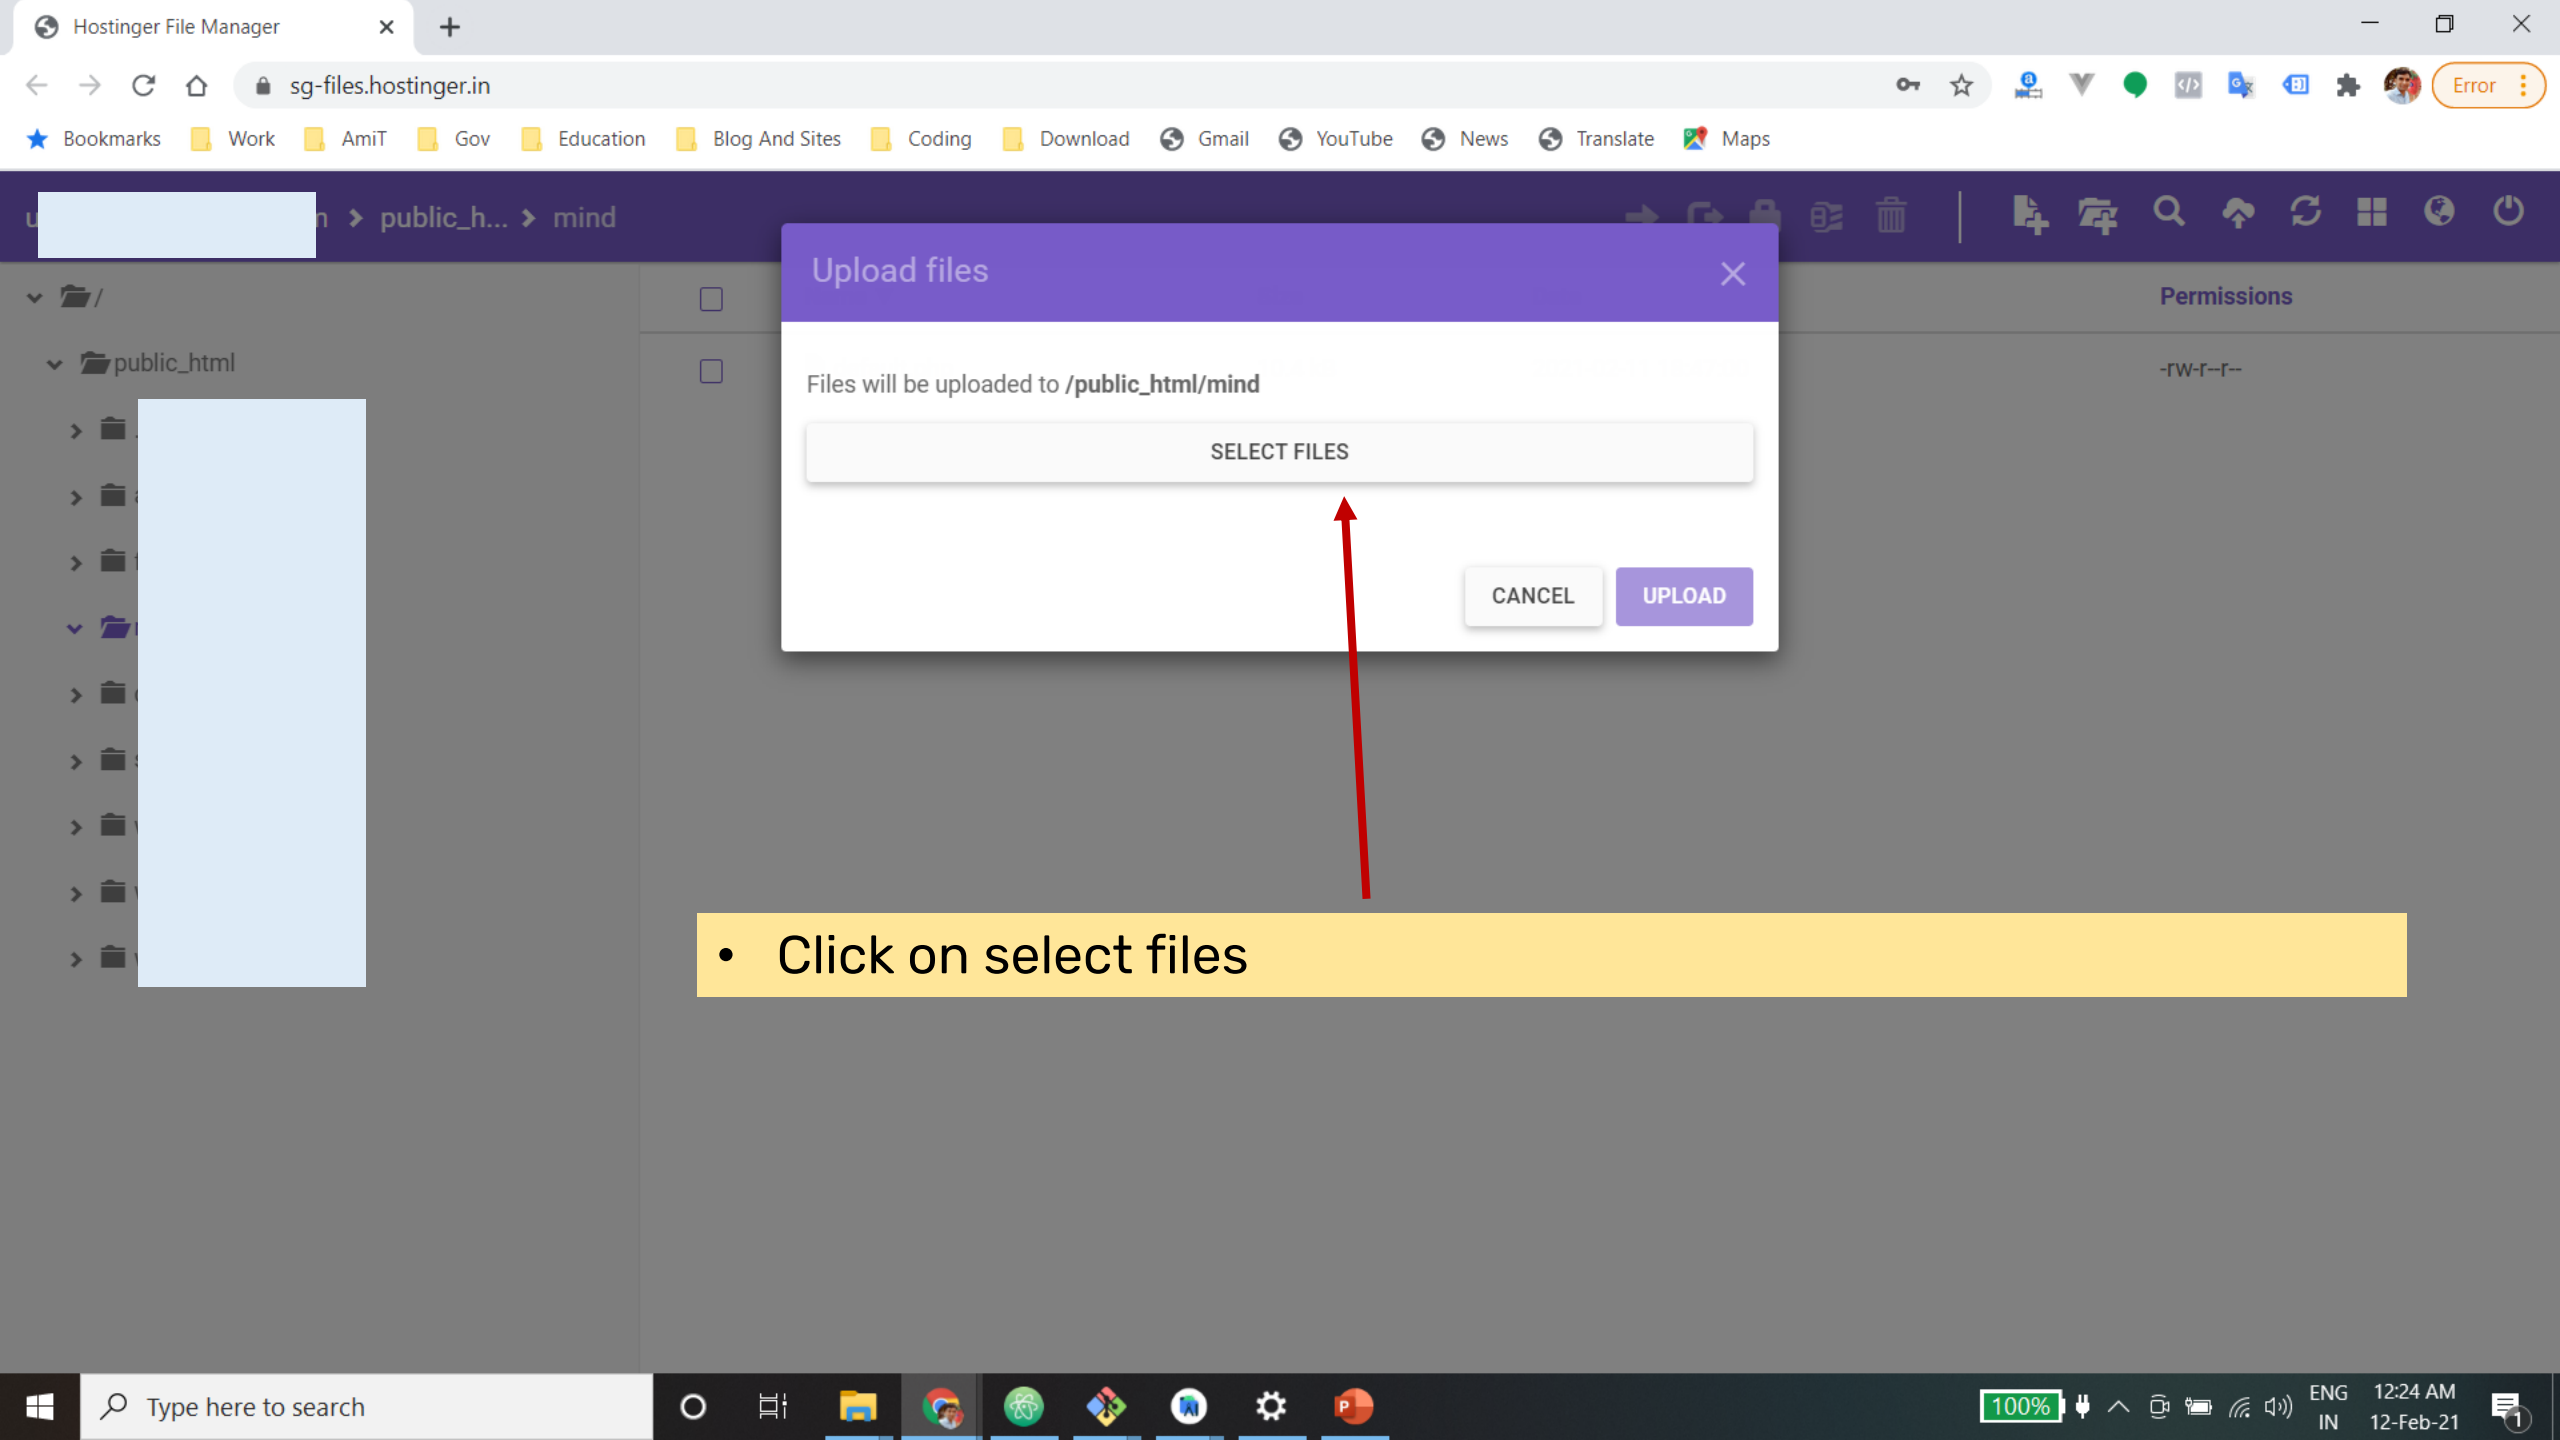 Hostinger File Manager
sg-files.hostinger.in
Error
Bookmarks Work AmiT Gov Education Blog And Sites Coding Download Gmail YouTube News Translate Maps
public_h... mind
Upload files
/
Permissions
public_html
-rw-r--r--
Files will be uploaded to /public_html/mind
SELECT FILES
CANCEL UPLOAD
• Click on select files
Type here to search
100%
ENG
IN
12:24 AM
12-Feb-21
1